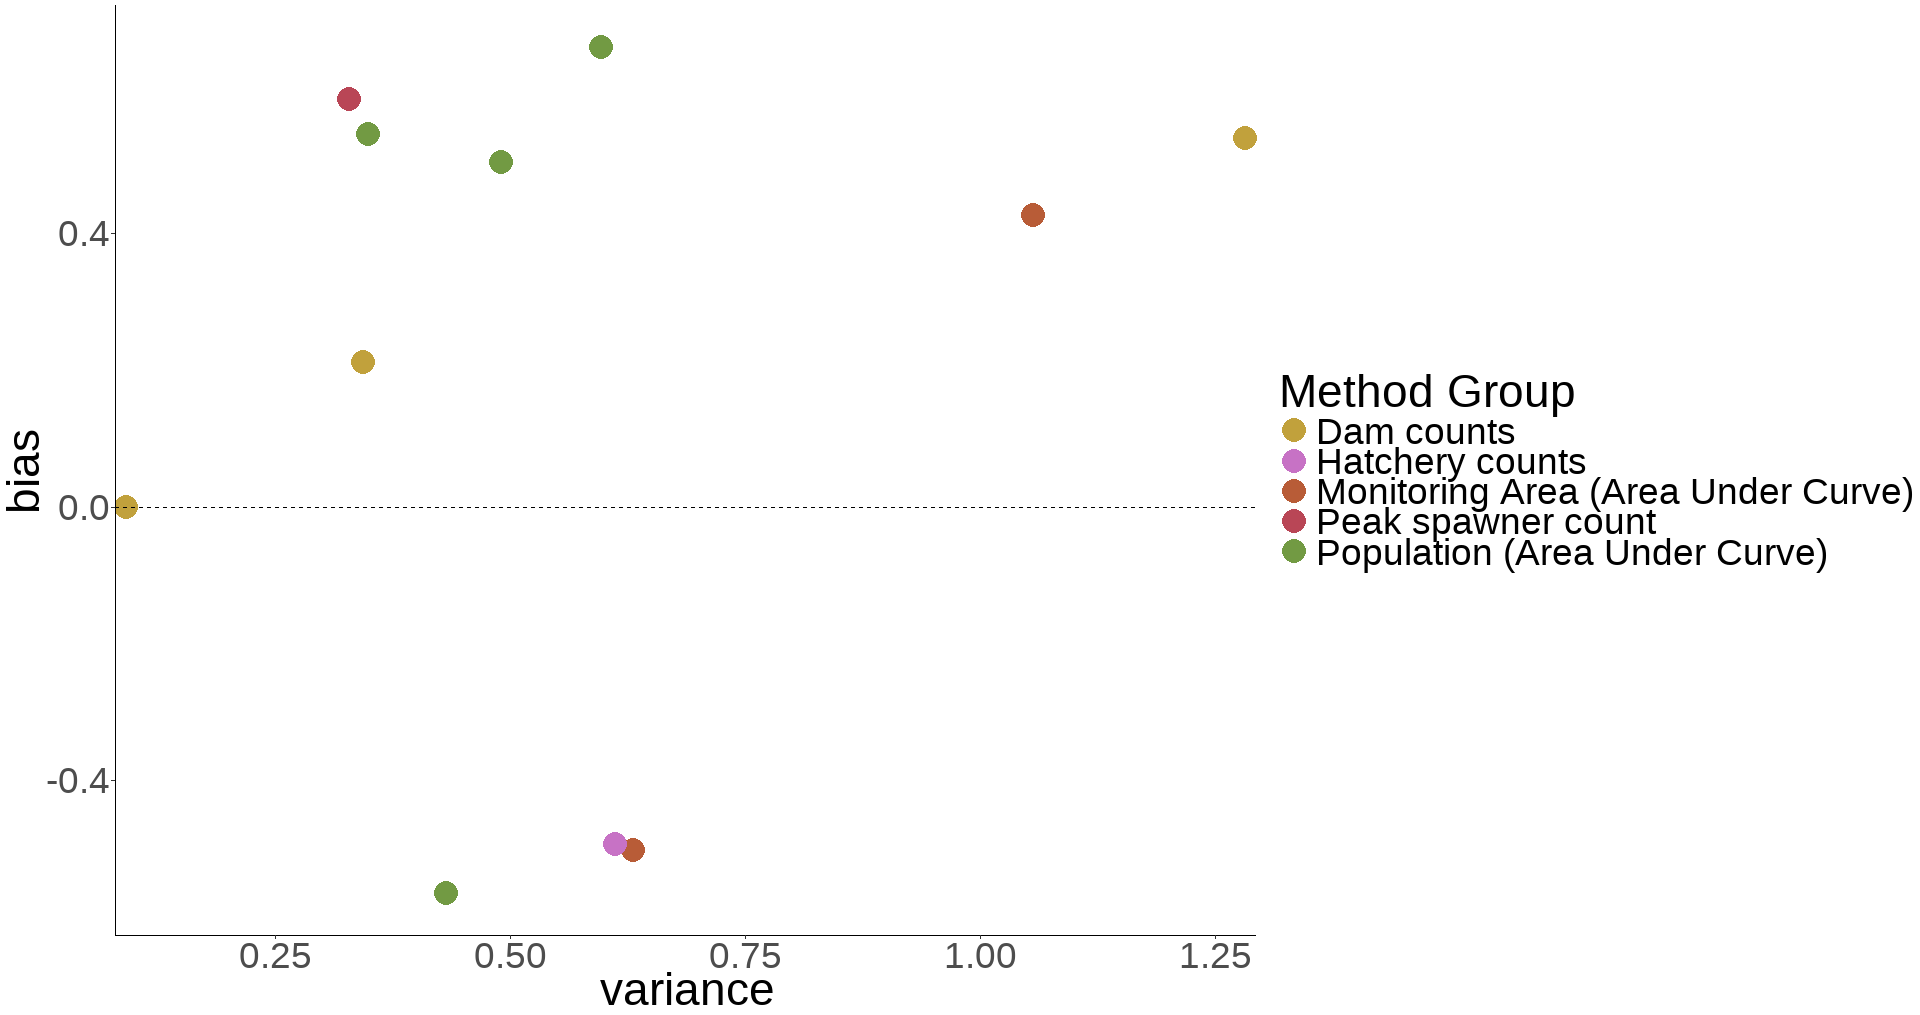 0.4
0.0
-0.4
bias
0.25 0.50 0.75 1.00 1.25
variance
Method Group
Dam counts
Hatchery counts
Monitoring Area (Area Under Curve)
Peak spawner count
Population (Area Under Curve)